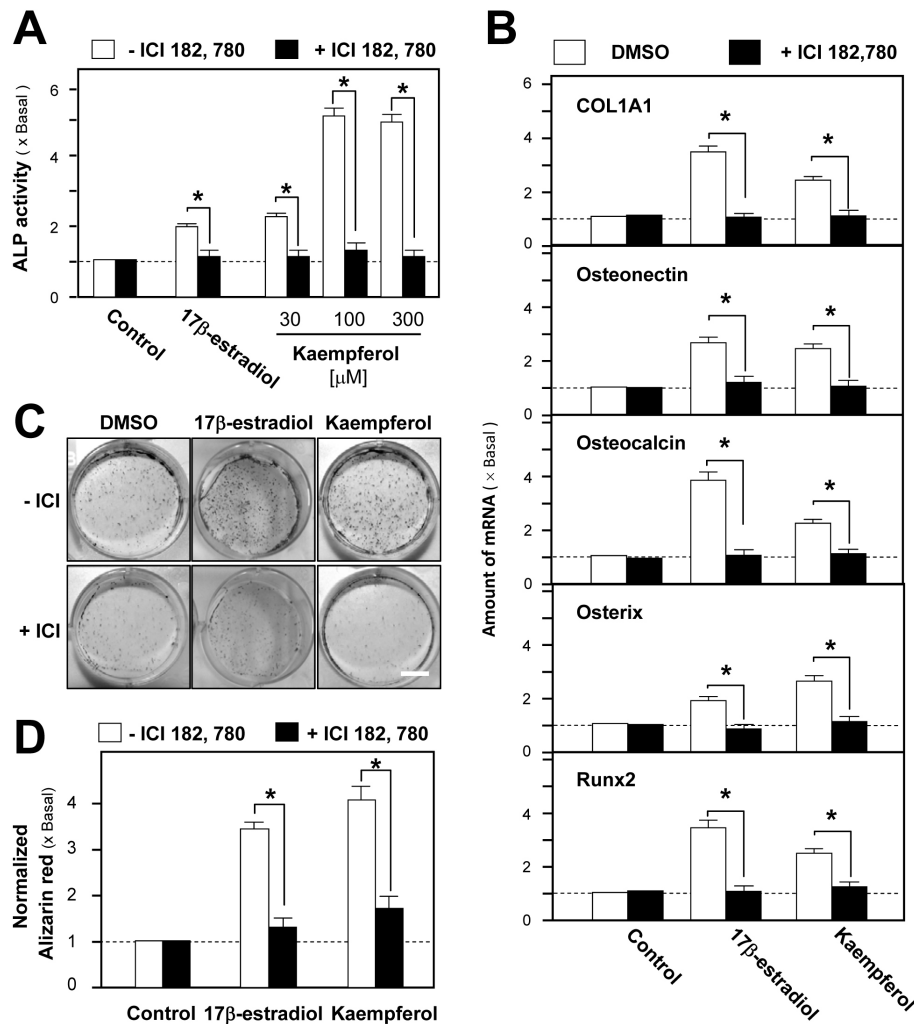 A
- ICI 182, 780
+ ICI 182, 780
ALP activity ( x Basal )
6
4
2
0
*
*
*
*
Control
17β-estradiol
30
100
300
Kaempferol
[μM]
B
DMSO
+ ICI 182,780
Amount of mRNA ( × Basal )
COL1A1
6
4
2
0
*
*
Osteonectin
4
2
0
*
*
Osteocalcin
4
2
0
*
*
Osterix
4
2
0
*
*
Runx2
4
2
0
*
*
Control
17β-estradiol
Kaempferol
C
DMSO
17β-estradiol
Kaempferol
- ICI
+ ICI
D
- ICI 182, 780
+ ICI 182, 780
Normalized
Alizarin red (x Basal)
4
3
2
1
0
*
*
Control
17β-estradiol
Kaempferol